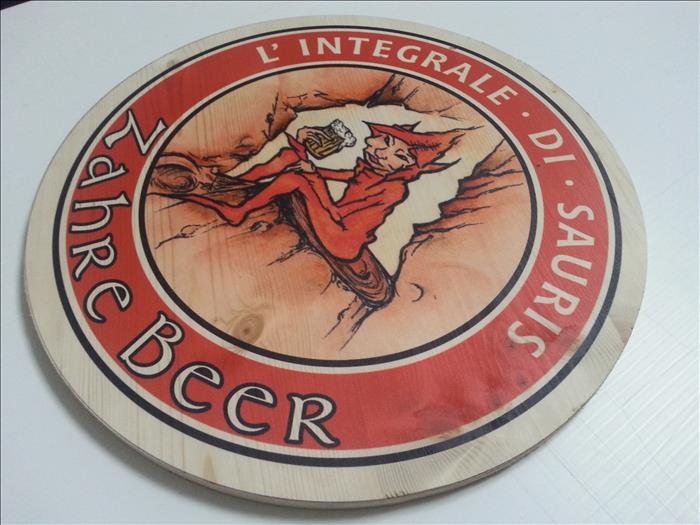 L' INTEGRALE · DI · SAURIS
Zahre Beer